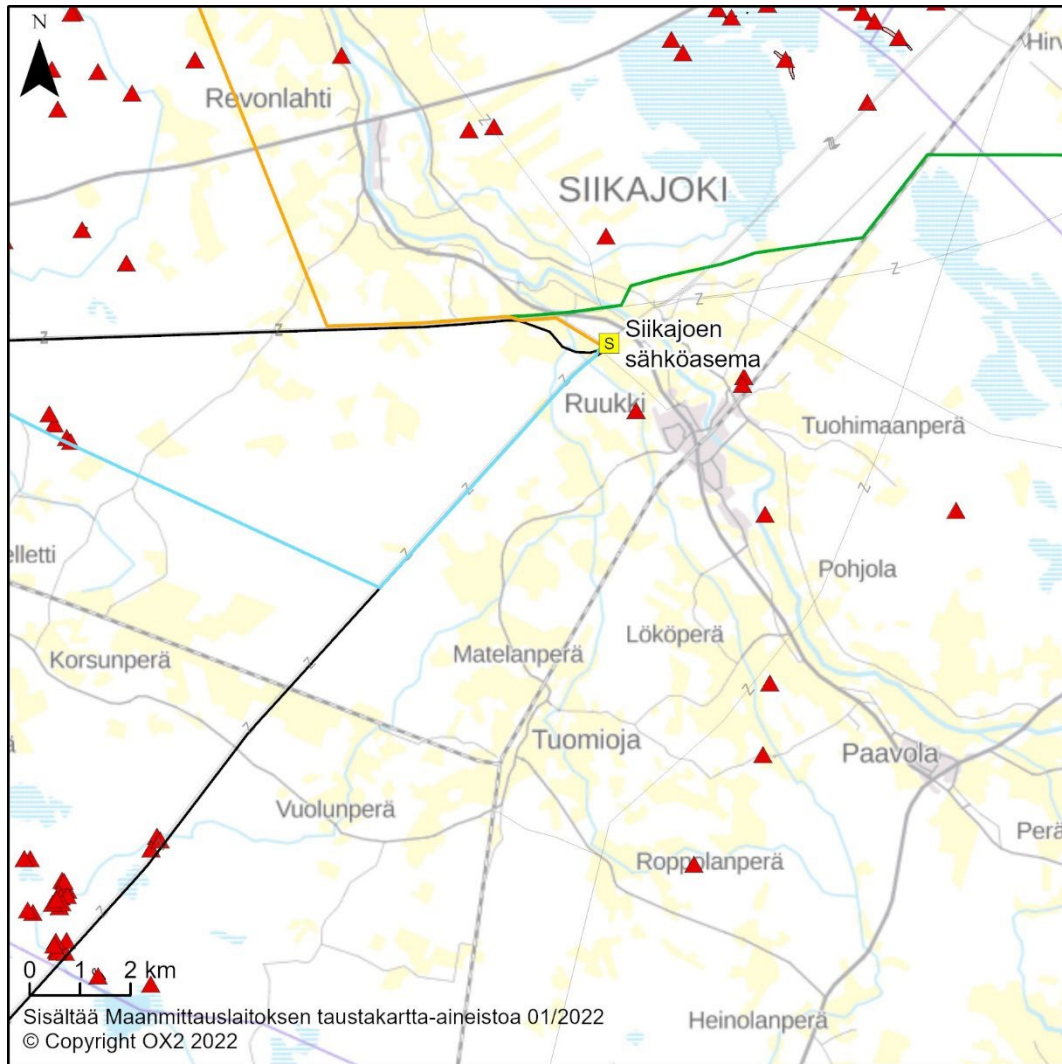 N
Hirv
Revonlahti
SIIKAJOKI
Z
Z
Z
Z
Z
Siikajoen
S
sähköasema
Z
Ruukki
Tuohimaanperä
Z
Z
Z
elletti
Pohjola
Lököperä
Korsunperä
Matelanperä
Z
Z
Z
Tuomioja
Paavola
ä
Vuolunperä
Perä
Roppolanperä
Z
0 1 2 km
Sisältää Maanmittauslaitoksen taustakartta-aineistoa 01/2022
Heinolanperä
© Copyright OX2 2022